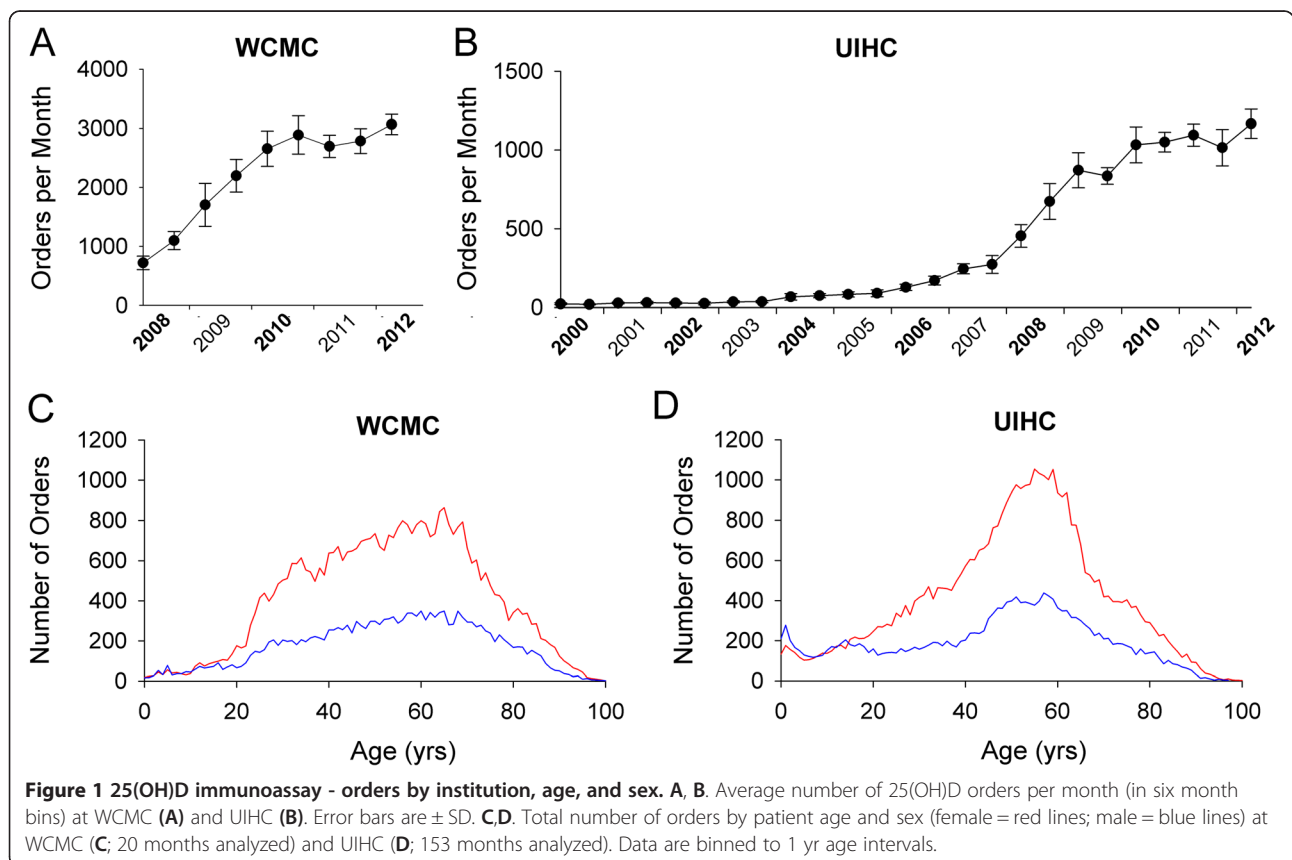 A
WCMC
Orders per Month
4000
3000
2000
1000
0
2008
2009
2010
2011
2012
B
UIHC
Orders per Month
1500
1000
500
0
2000
2001
2002
2003
2004
2005
2006
2007
2008
2009
2010
2011
2012
C
WCMC
Number of Orders
1200
1000
800
600
400
200
0
0 20 40 60 80 100
Age (yrs)
D
UIHC
Number of Orders
1200
1000
800
600
400
200
0
0 20 40 60 80 100
Age (yrs)
Figure 1 25(OH)D immunoassay - orders by institution, age, and sex. A, B. Average number of 25(OH)D orders per month (in six month
bins) at WCMC (A) and UIHC (B). Error bars are ± SD. C,D. Total number of orders by patient age and sex (female = red lines; male = blue lines) at
WCMC (C; 20 months analyzed) and UIHC (D; 153 months analyzed). Data are binned to 1 yr age intervals.